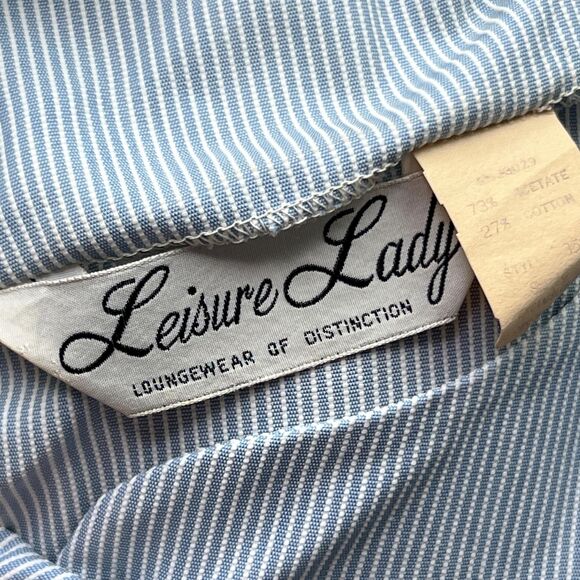 Leisure Lady
LOUNGEWEAR OF DISTINCTION
73% ACETATE
27% COTTON